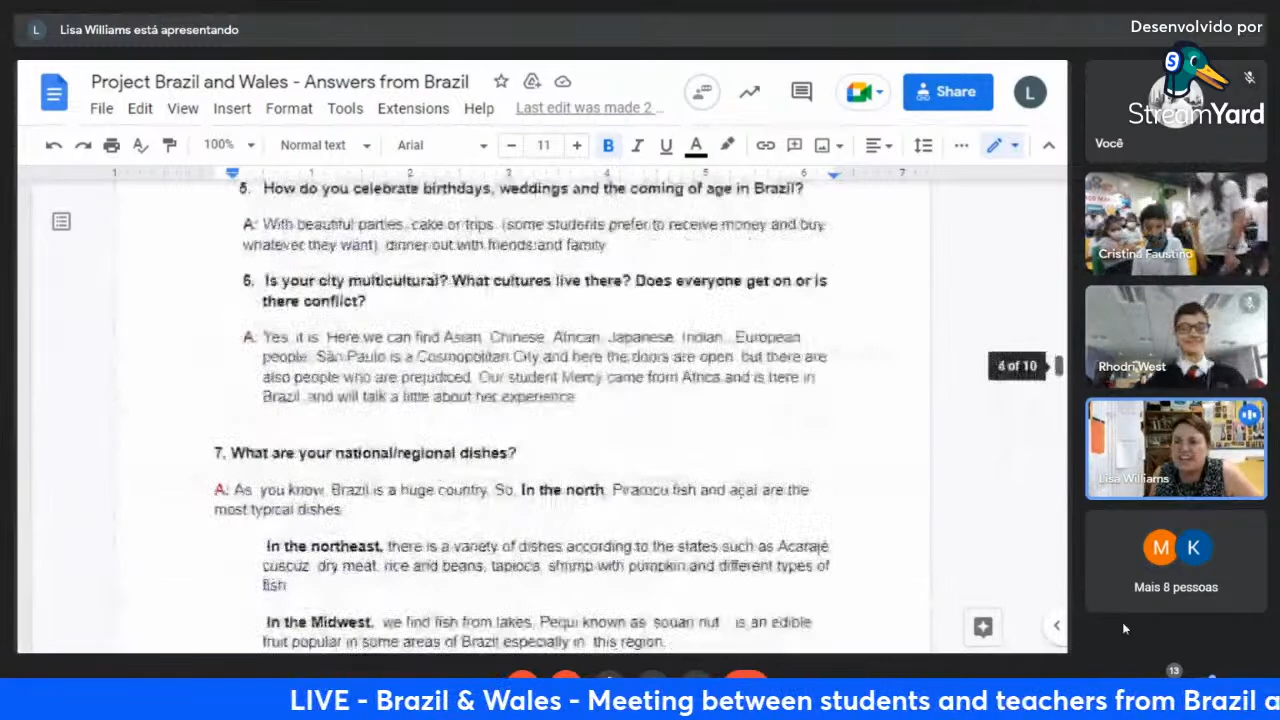 Desenvolvido por
StreamYard
L Lisa Williams está apresentando
Project Brazil and Wales - Answers from Brazil
File Edit View Insert Format Tools Extensions Help Last edit was made 2 ...
Share
L
100% Normal text Arial 11 B I U A
1 1 2 3 4 5 6 7
5. How do you celebrate birthdays, weddings and the coming of age in Brazil?
A: With beautiful parties, cake or trips, (some students prefer to receive money and buy
whatever they want), dinner out with friends and family
6. Is your city multicultural? What cultures live there? Does everyone get on or is
there conflict?
A: Yes, it is. Here we can find Asian, Chinese, African, Japanese, Indian, European
people. São Paulo is a Cosmopolitan City and here the doors are open, but there are
also people who are prejudiced. Our student Mercy came from Africa and is here in
Brazil, and will talk a little about her experience.
7. What are your national/regional dishes?
A: As you know, Brazil is a huge country. So, In the north, Pirarucu fish and açaí are the
most typical dishes.
In the northeast, there is a variety of dishes according to the states such as Acarajé,
cuscuz, dry meat, rice and beans, tapioca, shrimp with pumpkin and different types of
fish
In the Midwest, we find fish from lakes, Pequi known as souari nut is an edible
fruit popular in some areas of Brazil especially in this region.
4 of 10
Você
Cristina Faustino
Rhodri West
Lisa Williams
M K
Mais 8 pessoas
13
LIVE - Brazil & Wales - Meeting between students and teachers from Brazil a